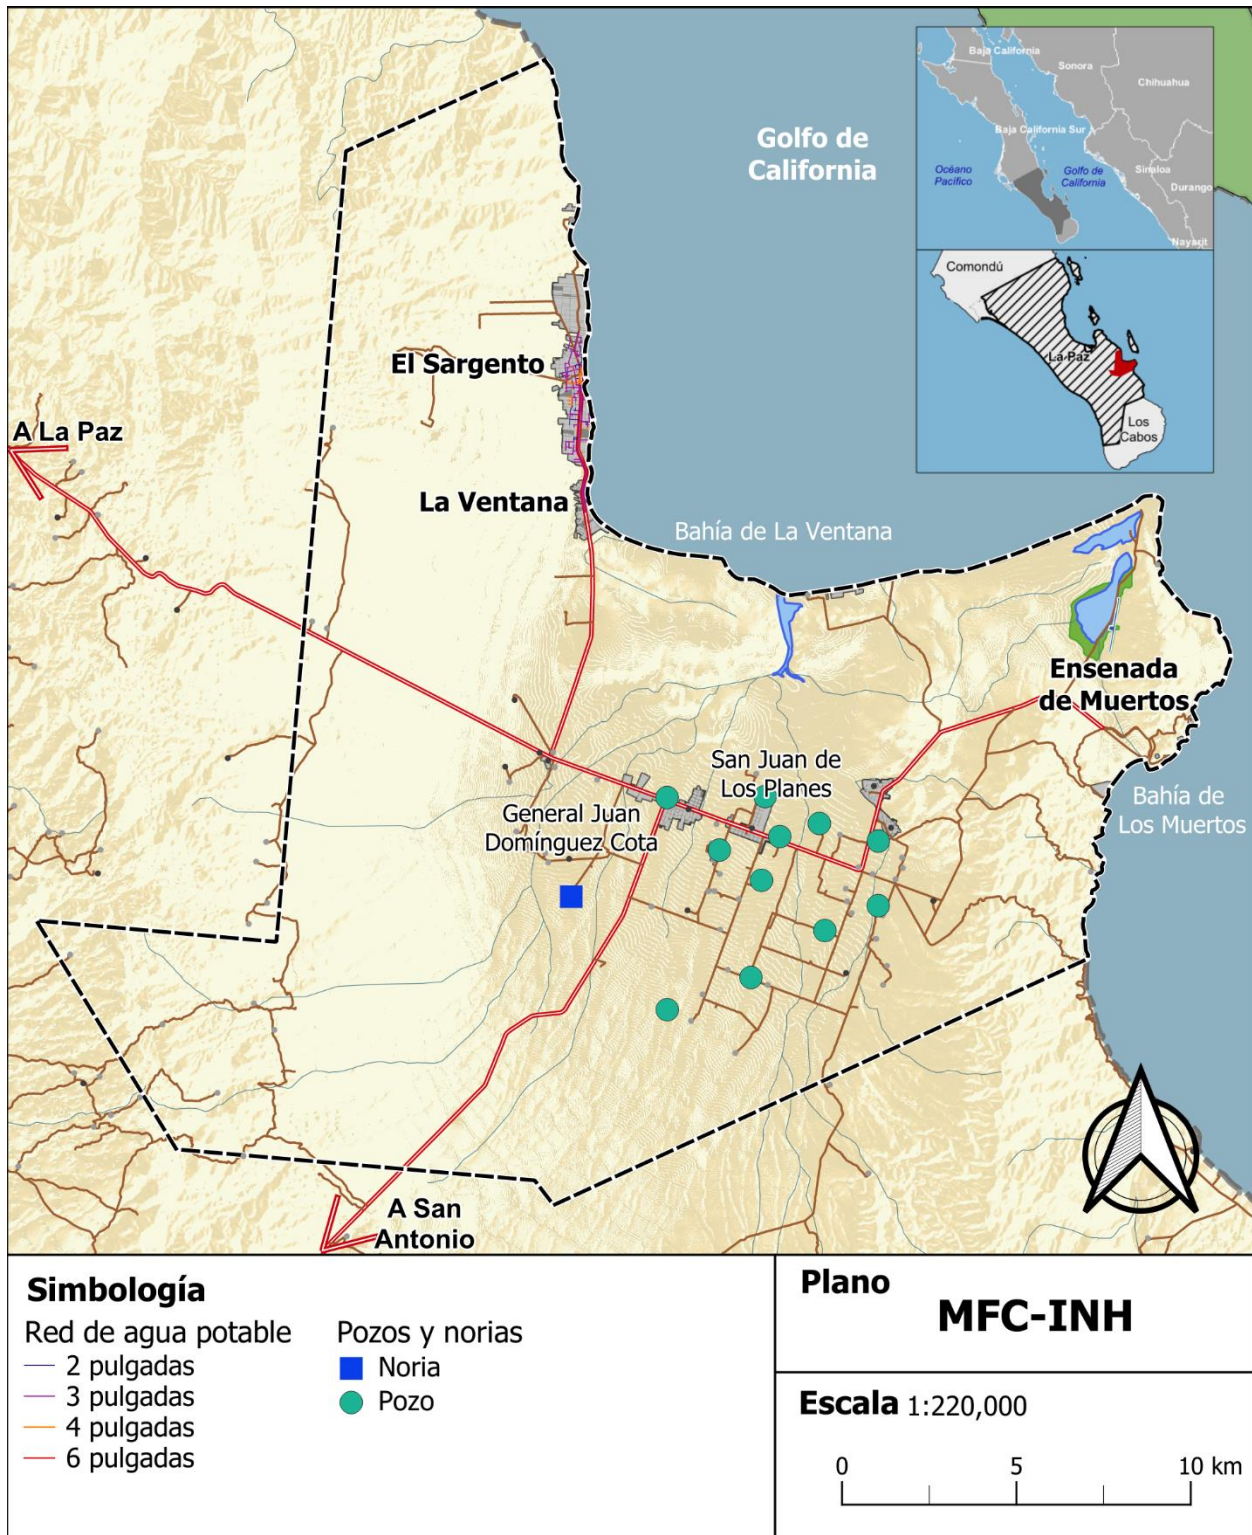 Golfo de
California
Baja California
Sonora
Chihuahua
Baja California Sur
Océano
Pacífico
Golfo de
California
Sinaloa
Durango
Nayarit
Comondú
La Paz
Los
Cabos
El Sargento
A La Paz
La Ventana
Bahía de La Ventana
Ensenada
de Muertos
San Juan de
Los Planes
General Juan
Domínguez Cota
Bahía de
Los Muertos
A San
Antonio
Simbología
Red de agua potable
2 pulgadas
3 pulgadas
4 pulgadas
6 pulgadas
Pozos y norias
Noria
Pozo
Plano
MFC-INH
Escala 1:220,000
0 5 10 km